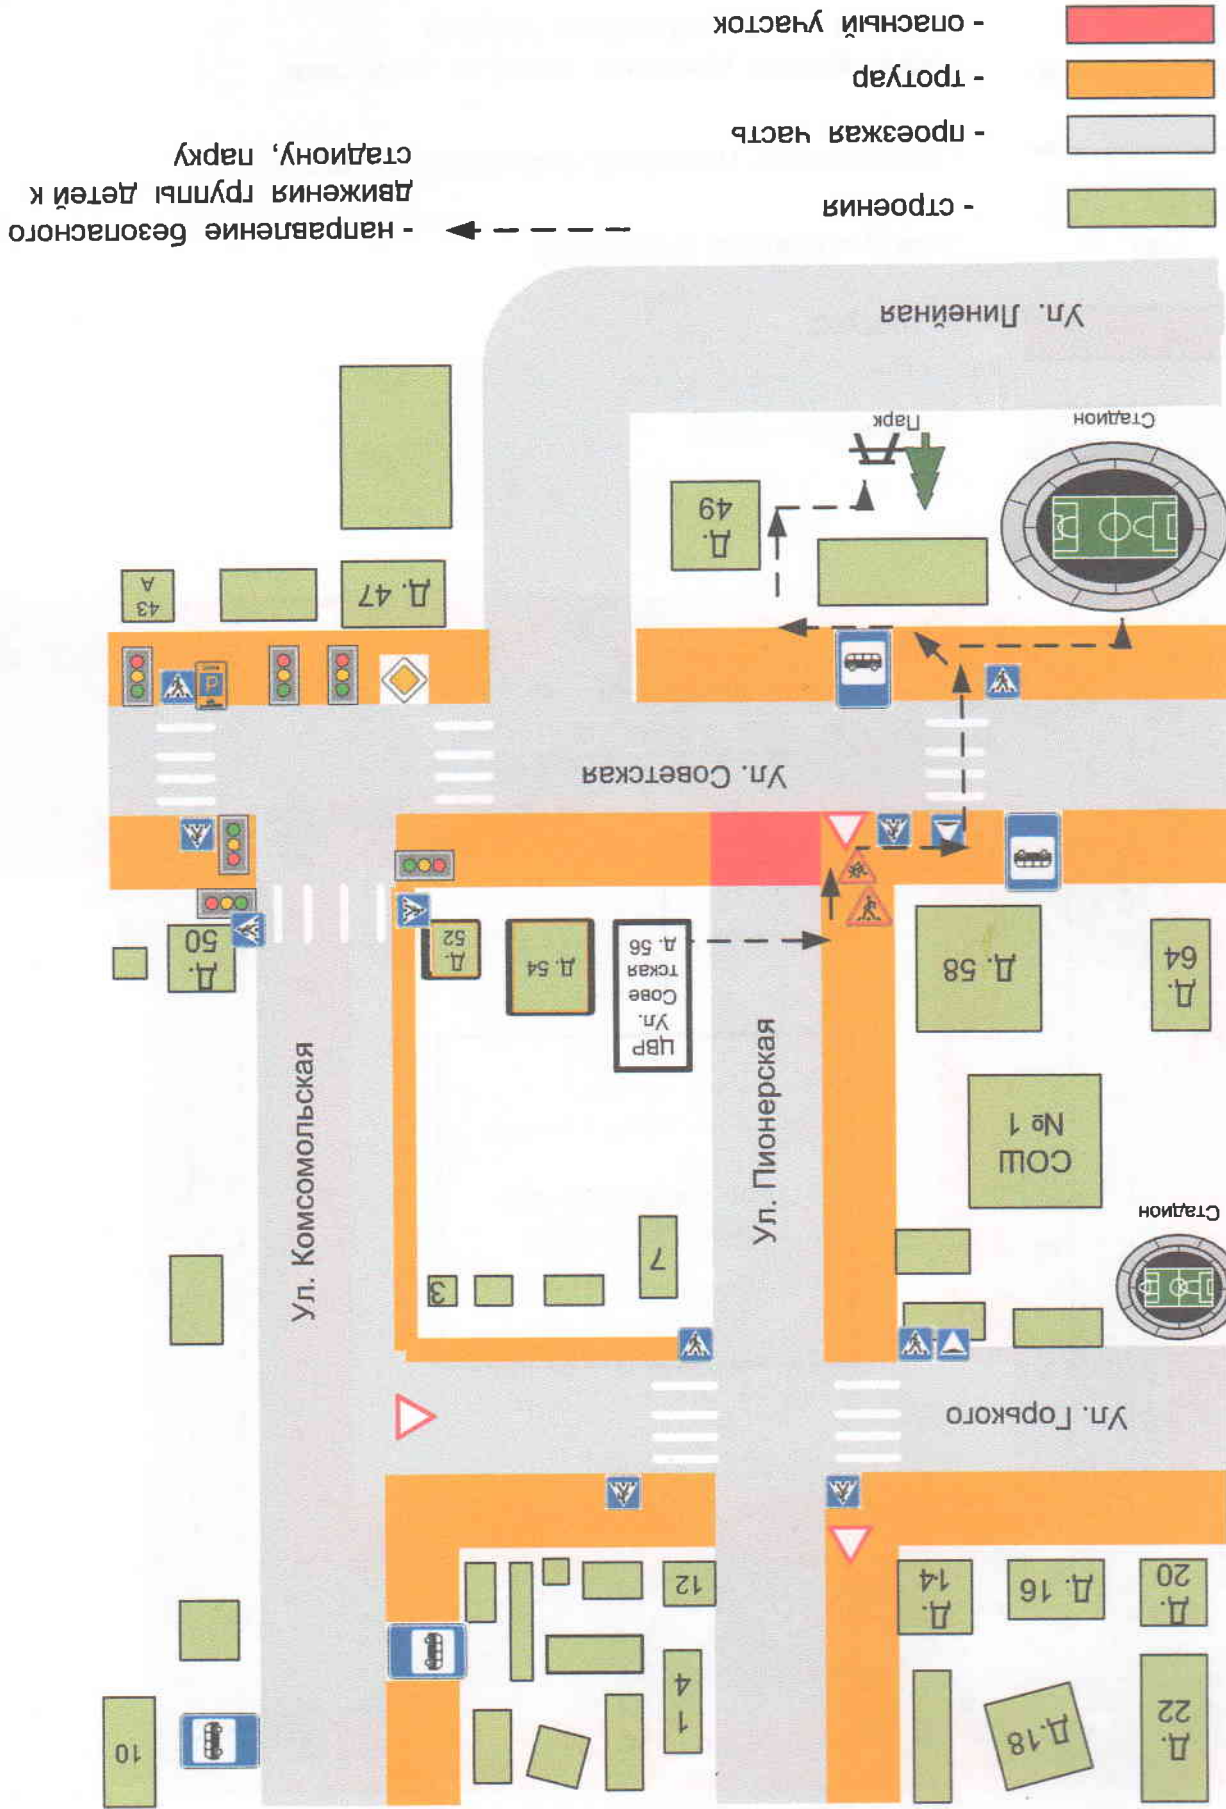 Д.
22
Д.18
1
4
10
Д.
20
Д. 16
Д.
14
12
Ул. Горького
Стадион
7
3
СОШ
№ 1
Ул. Пионерская
Ул. Комсомольская
ЦВР
Ул.
Сове
тская
д. 56
Д.
64
Д. 58
Д. 54
Д.
52
Д.
50
Ул. Советская
P
43
А
Д. 47
Д.
49
Стадион
Парк
Ул. Линейная
- строения
- направление безопасного
движения группы детей к
стадиону, парку
- проезжая часть
- тротуар
- опасный участок